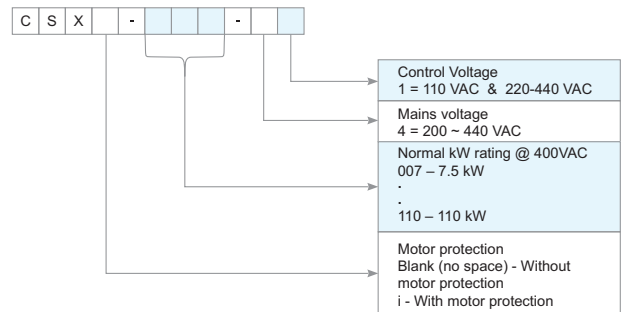 C S X - -
Control Voltage
1 = 110 VAC & 220-440 VAC
Mains voltage
4 = 200 ~ 440 VAC
Normal kW rating @ 400VAC
007 – 7.5 kW
.
.
110 – 110 kW
Motor protection
Blank (no space) - Without
motor protection
i - With motor protection